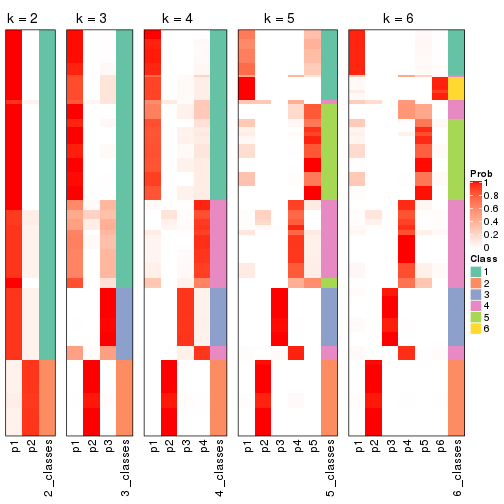 k = 2
k = 3
k = 4
k = 5
k = 6
p1
p2
2_classes
p1
p2
p3
3_classes
p1
p2
p3
p4
4_classes
p1
p2
p3
p4
p5
5_classes
p1
p2
p3
p4
p5
p6
6_classes
Prob
1
0.8
0.6
0.4
0.2
0
Class
1
2
3
4
5
6